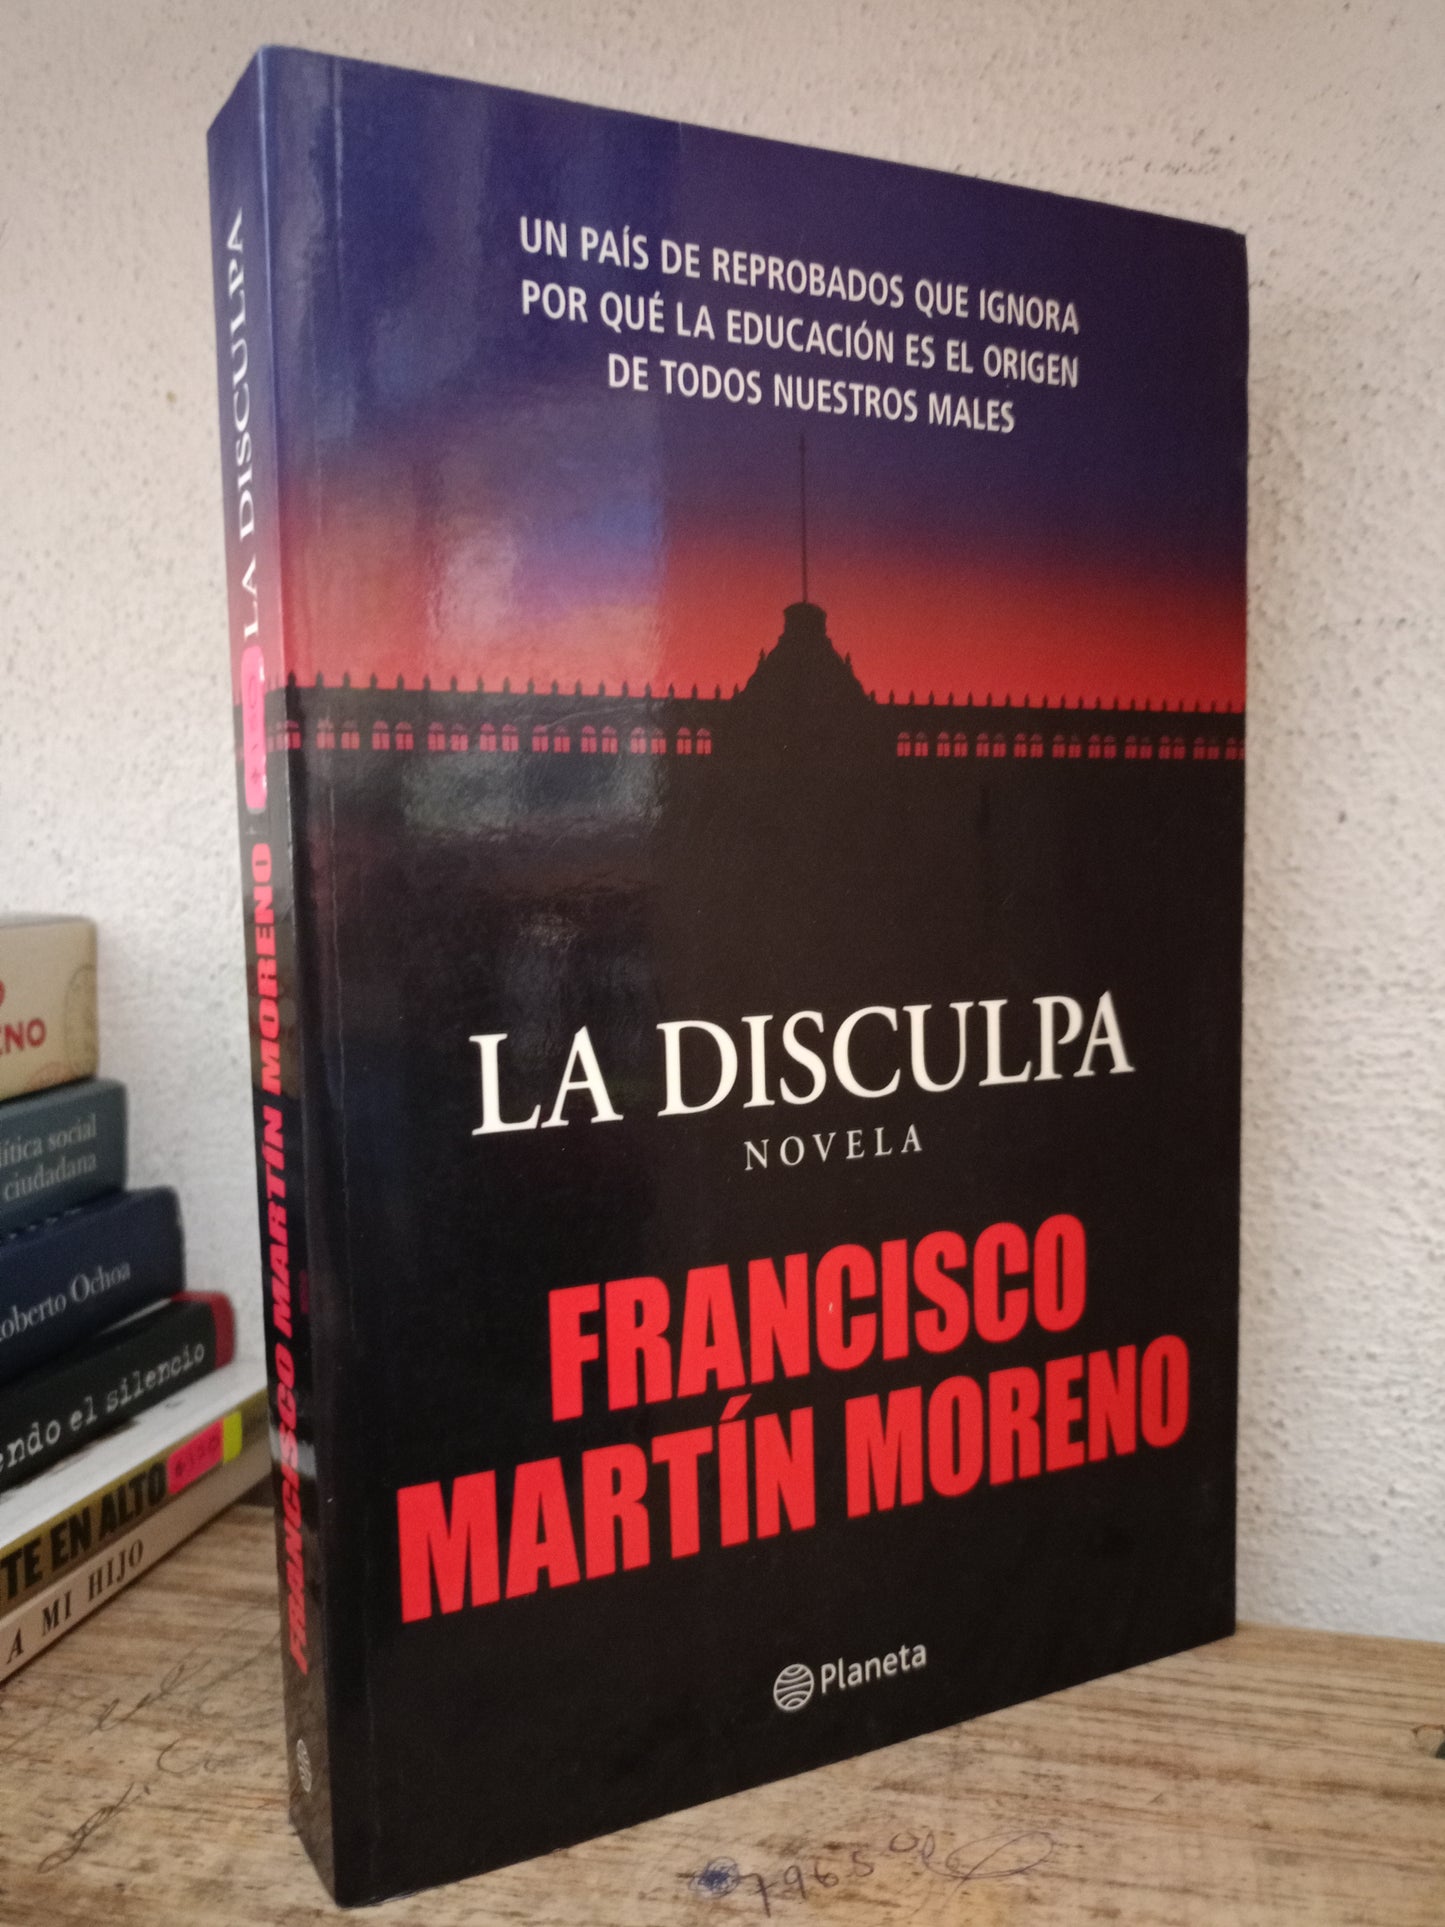 UN PAÍS DE REPROBADOS QUE IGNORA
POR QUÉ LA EDUCACIÓN ES EL ORIGEN
DE TODOS NUESTROS MALES
LA DISCULPA
NOVELA
FRANCISCO
MARTÍN MORENO
Planeta
LA DISCULPA
FRANCISCO MARTÍN MORENO
ENO
ítica social
ciudadana
oberto Ochoa
endo el silencio
TE EN ALTO
A MI HIJO
7965